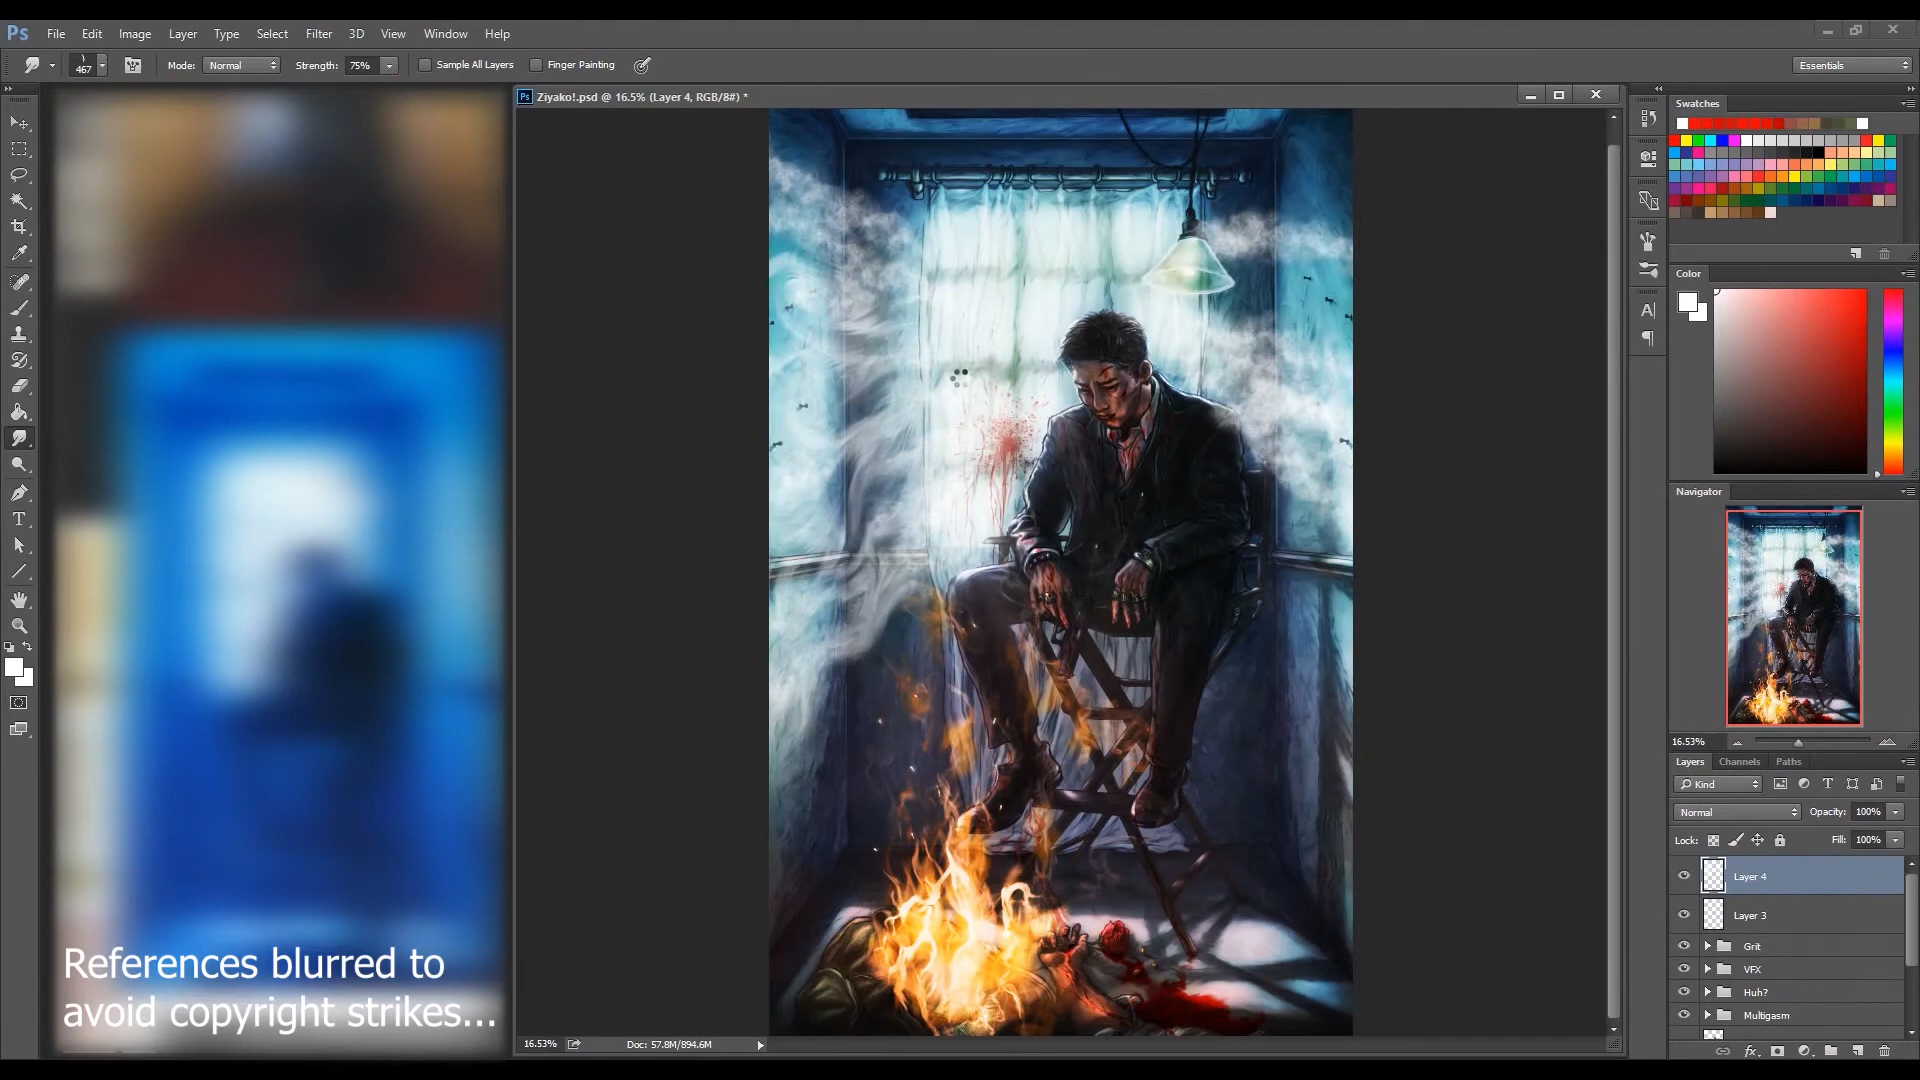 Ps File Edit Image Layer Type Select Filter 3D View Window Help
467 Mode: Normal Strength: 75% Sample All Layers Finger Painting Essentials
Ziyako!.psd @ 16.5% (Layer 4, RGB/8#) *
Swatches
Color
Navigator
16.53%
Layers Channels Paths
Kind
Normal Opacity: 100%
Lock: Fill: 100%
Layer 4
Layer 3
Grit
VFX
Huh?
Multigasm
References blurred to
avoid copyright strikes...
16.53% Doc: 57.8M/894.6M